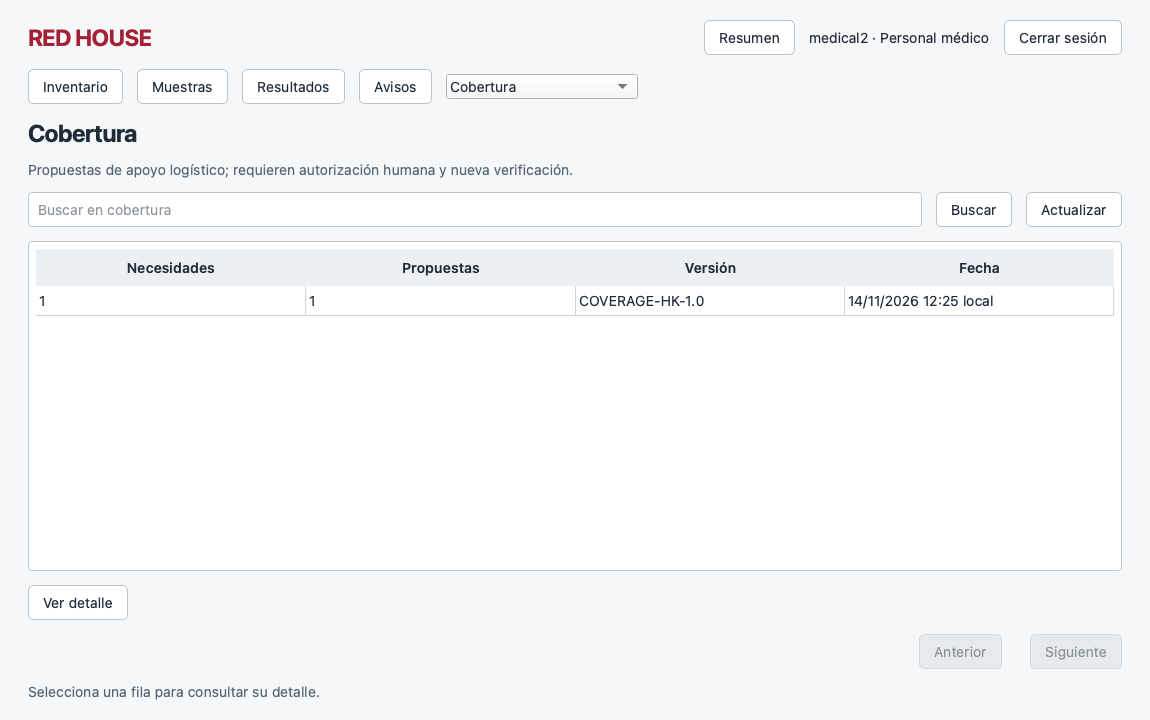 RED HOUSE
Resumen
medical2 · Personal médico
Cerrar sesión
Inventario
Muestras
Resultados
Avisos
Cobertura
Cobertura
Propuestas de apoyo logístico; requieren autorización humana y nueva verificación.
Buscar en cobertura
Buscar
Actualizar
Necesidades Propuestas Versión Fecha
1 1 COVERAGE-HK-1.0 14/11/2026 12:25 local
Ver detalle
Anterior
Siguiente
Selecciona una fila para consultar su detalle.